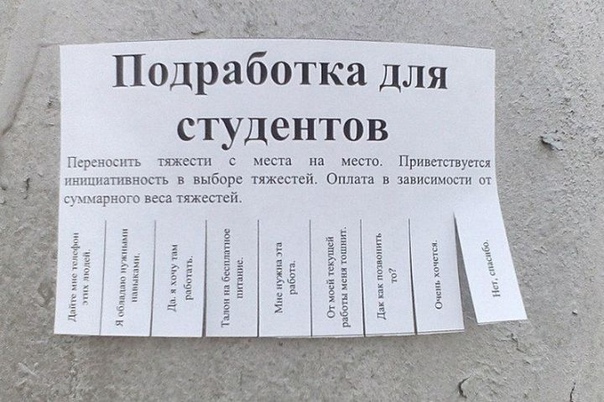 Подработка для
студентов
Переносить тяжести с места на место. Приветствуется
инициативность в выборе тяжестей. Оплата в зависимости от
суммарного веса тяжестей.
Дайте мне телефон
этих людей.
Я обладаю нужными
навыками.
Да, я хочу там
работать.
Талон на бесплатное
питание.
Мне нужна эта
работа.
От моей текущей
работы меня тошнит.
Дак как позвонить
то?
Очень хочется.
Нет, спасибо.